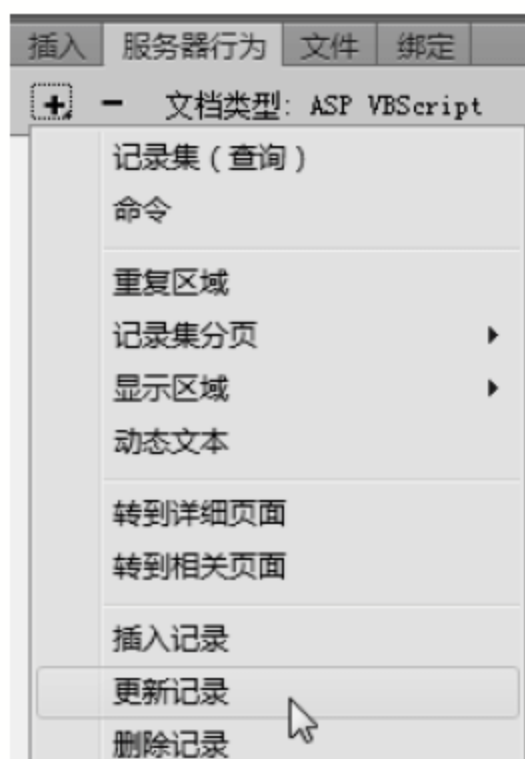 插入 服务器行为 文件 绑定
+ - 文档类型: ASP VBScript
记录集(查询)
命令
重复区域
记录集分页
显示区域
动态文本
转到详细页面
转到相关页面
插入记录
更新记录
删除记录